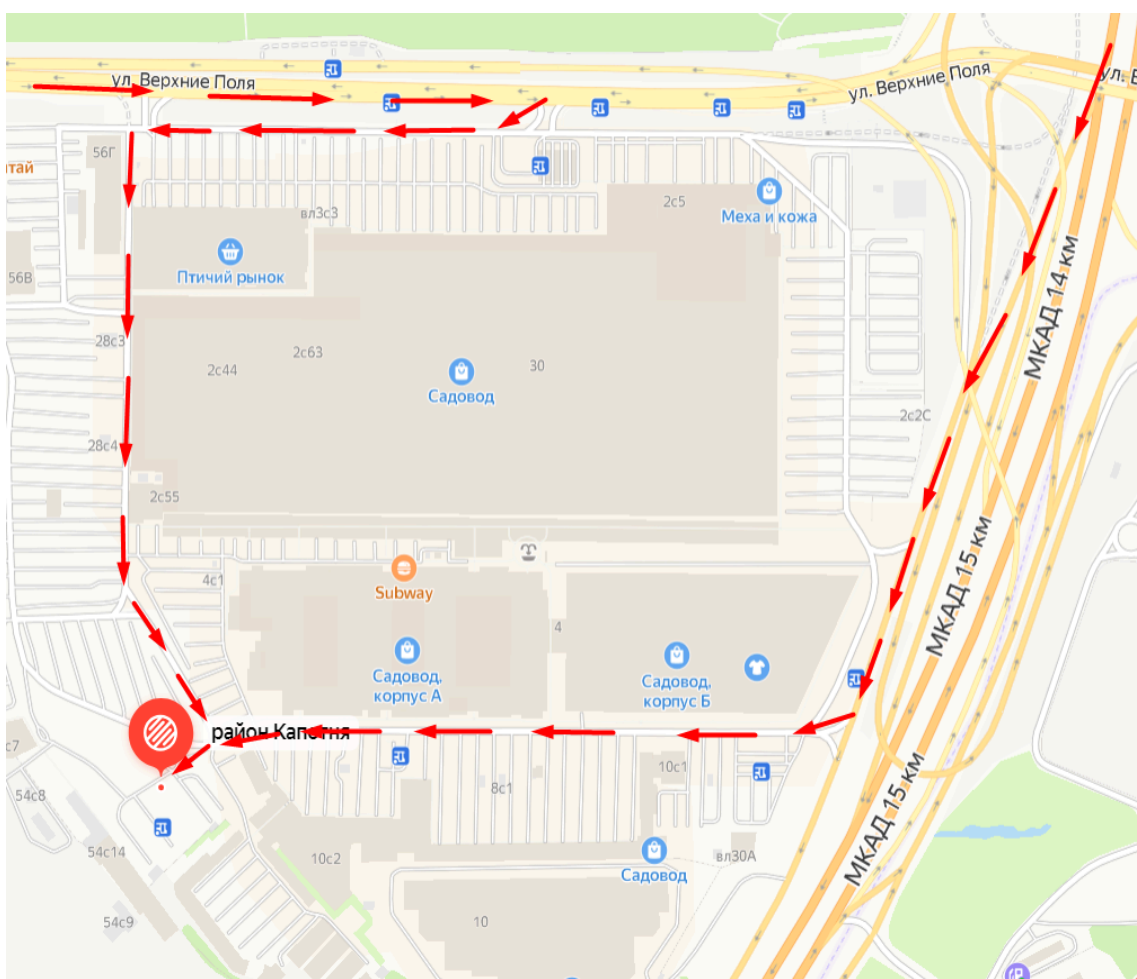 ул. Верхние Поля
ул. Верхние Поля
ул. В
56Г
тай
вл3с3
2с5
Меха и кожа
Птичий рынок
56В
МКАД 14 км
28с3
2с63
2с44
30
Садовод
2с2С
28с4
2с55
МКАД 15 км
4с1
Subway
4
Садовод,
корпус А
Садовод,
корпус Б
район Капотня
с7
10с1
МКАД 15 км
8с1
54с8
54с14
10с2
вл30А
Садовод
54с9
10